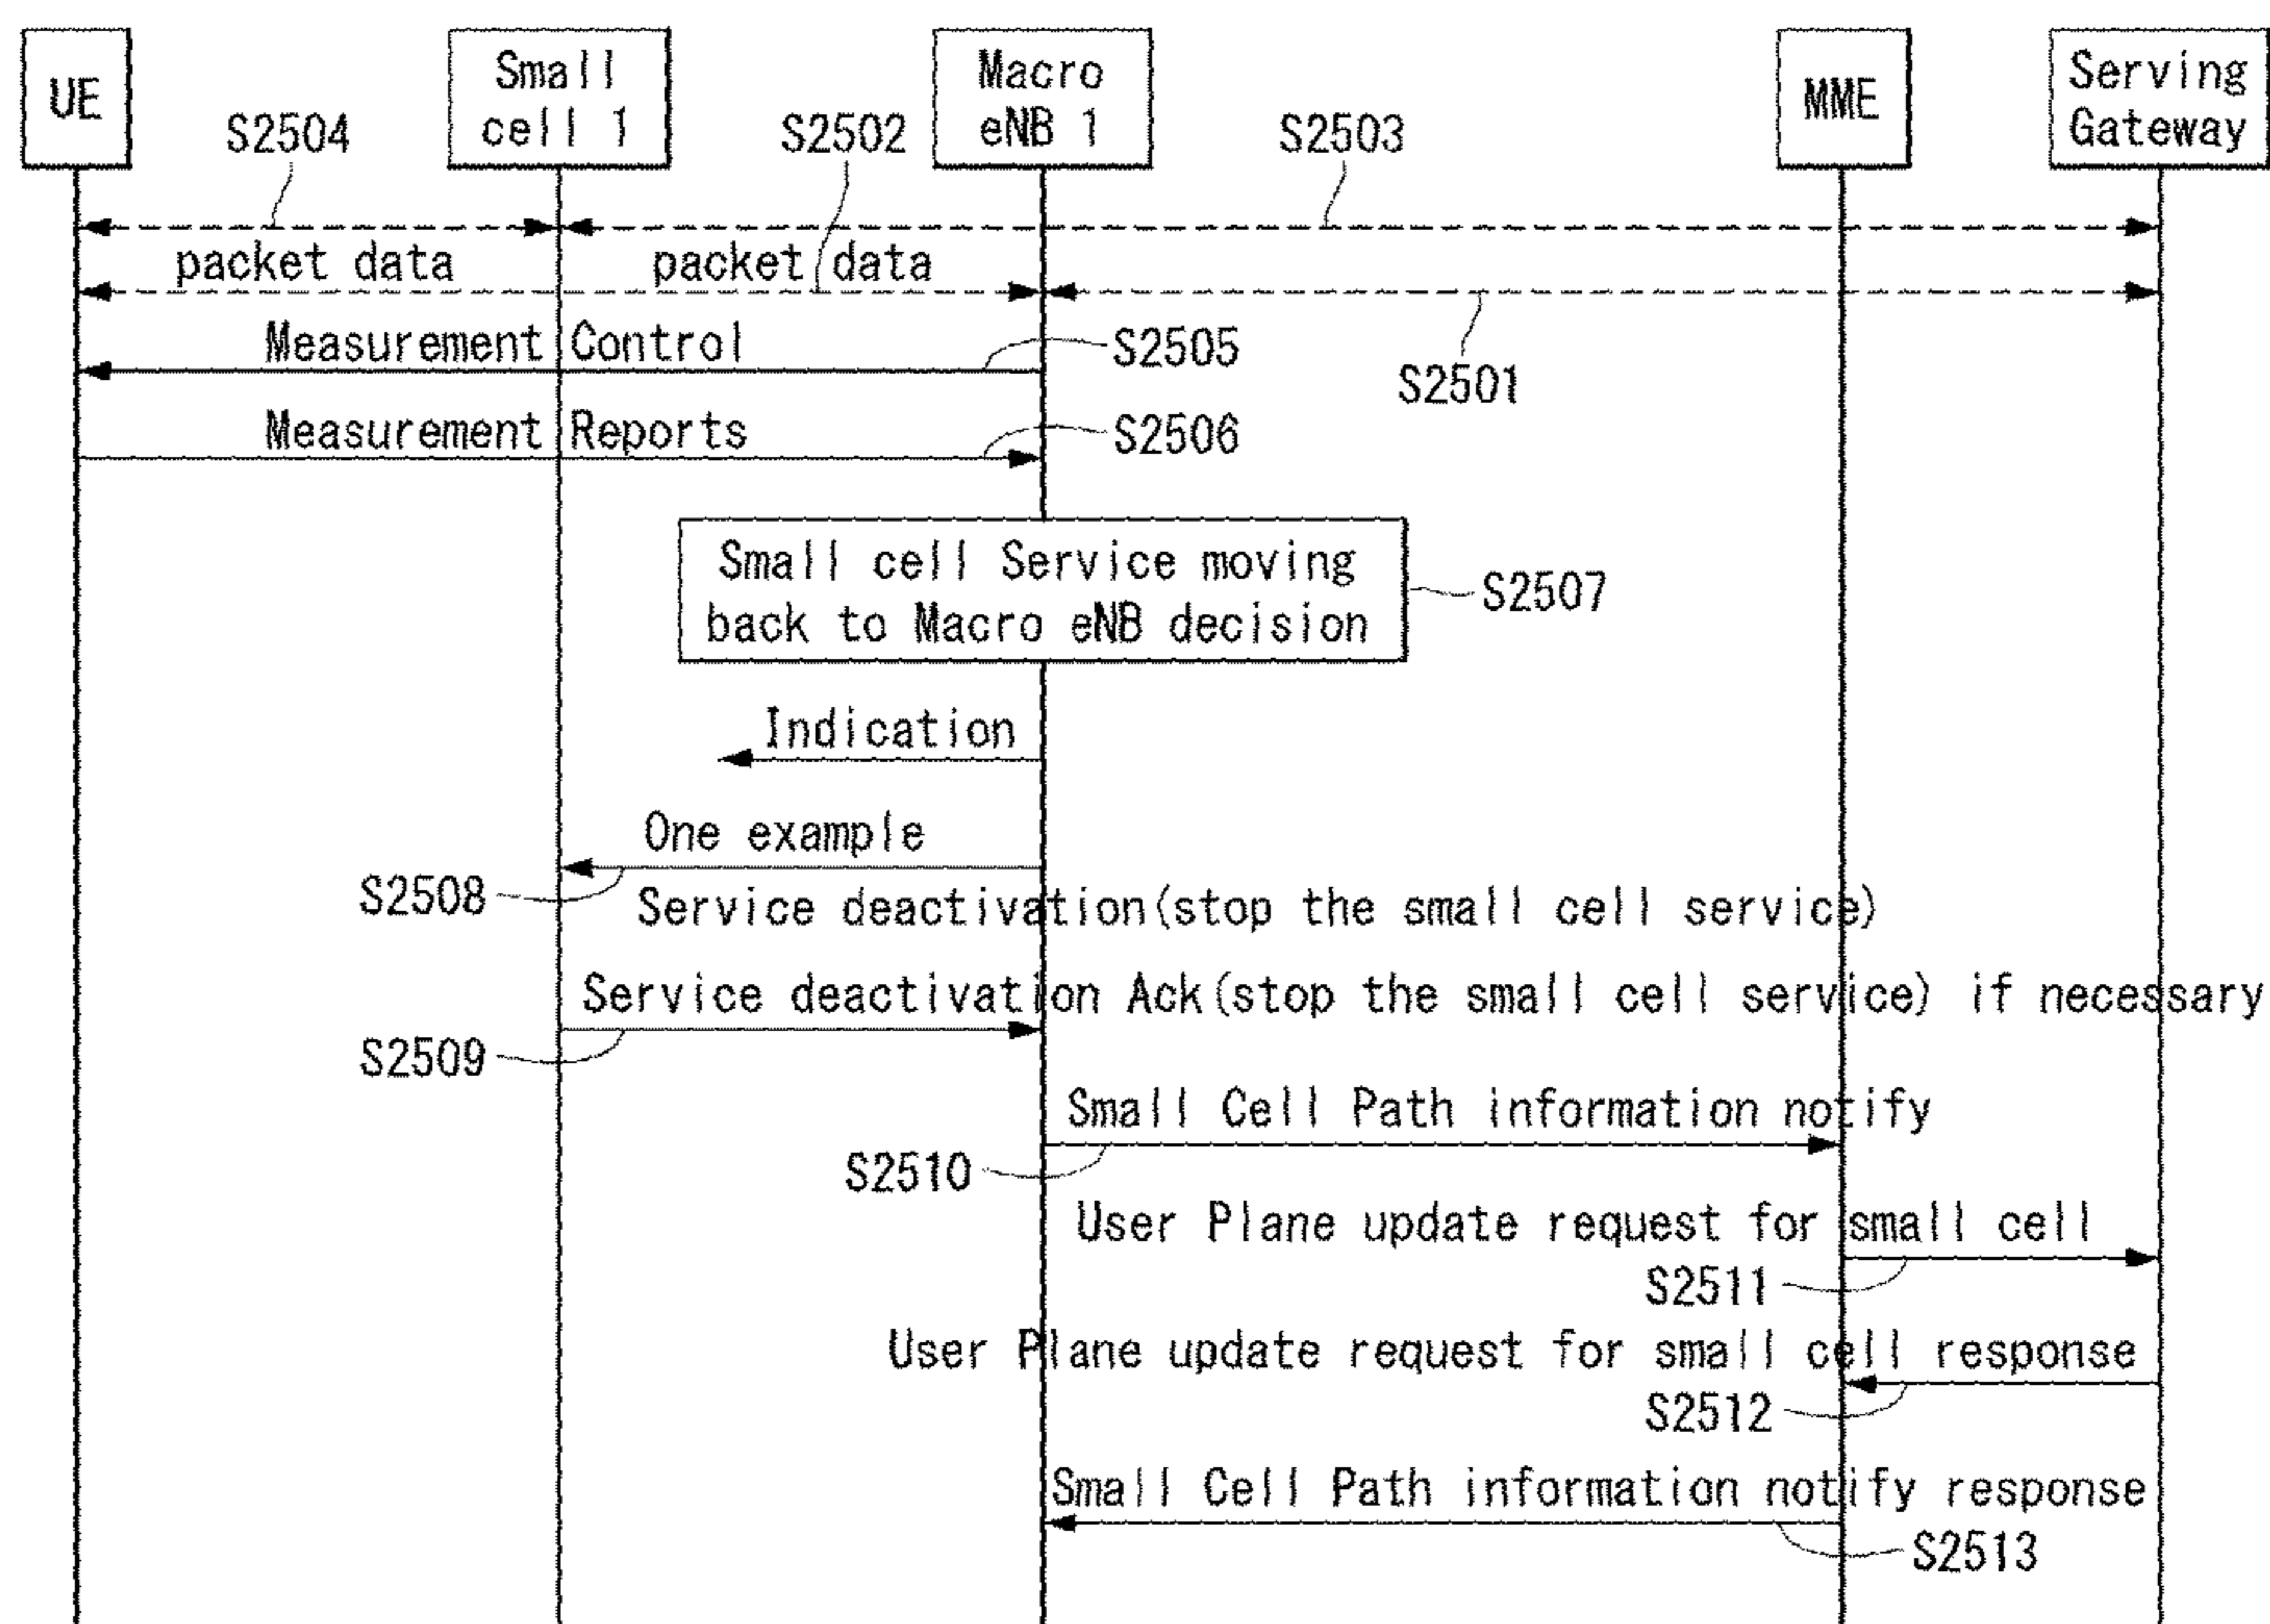 UE
Small
cell 1
Macro
eNB 1
MME
Serving
Gateway
S2504
S2502
S2503
packet data
packet data
Measurement Control
S2505
S2501
Measurement Reports
S2506
Small cell Service moving
back to Macro eNB decision
S2507
Indication
One example
S2508
Service deactivation(stop the small cell service)
Service deactivation Ack(stop the small cell service) if necessary
S2509
Small Cell Path information notify
S2510
User Plane update request for small cell
S2511
User Plane update request for small cell response
S2512
Small Cell Path information notify response
S2513